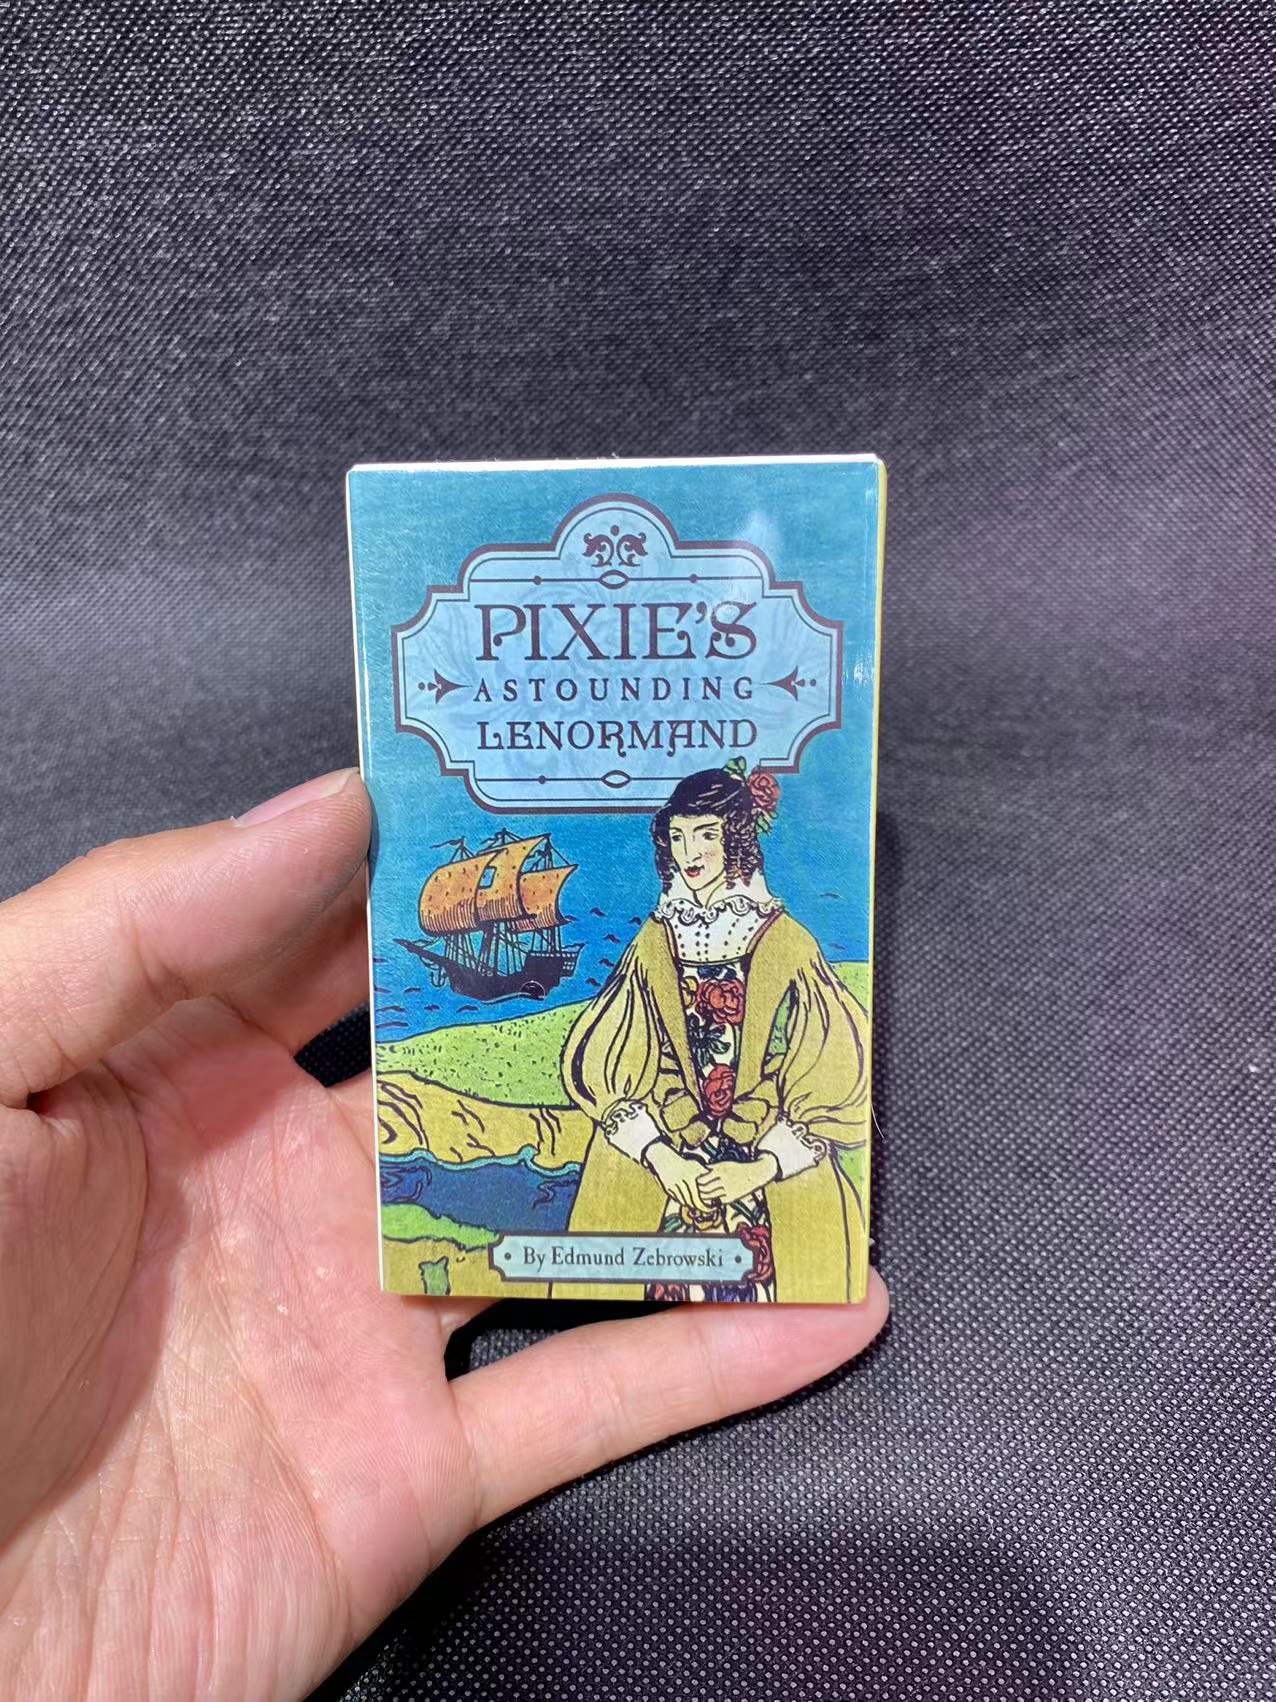 PIXIE'S
ASTOUNDING
LENORMAND
• By Edmund Zebrowski •